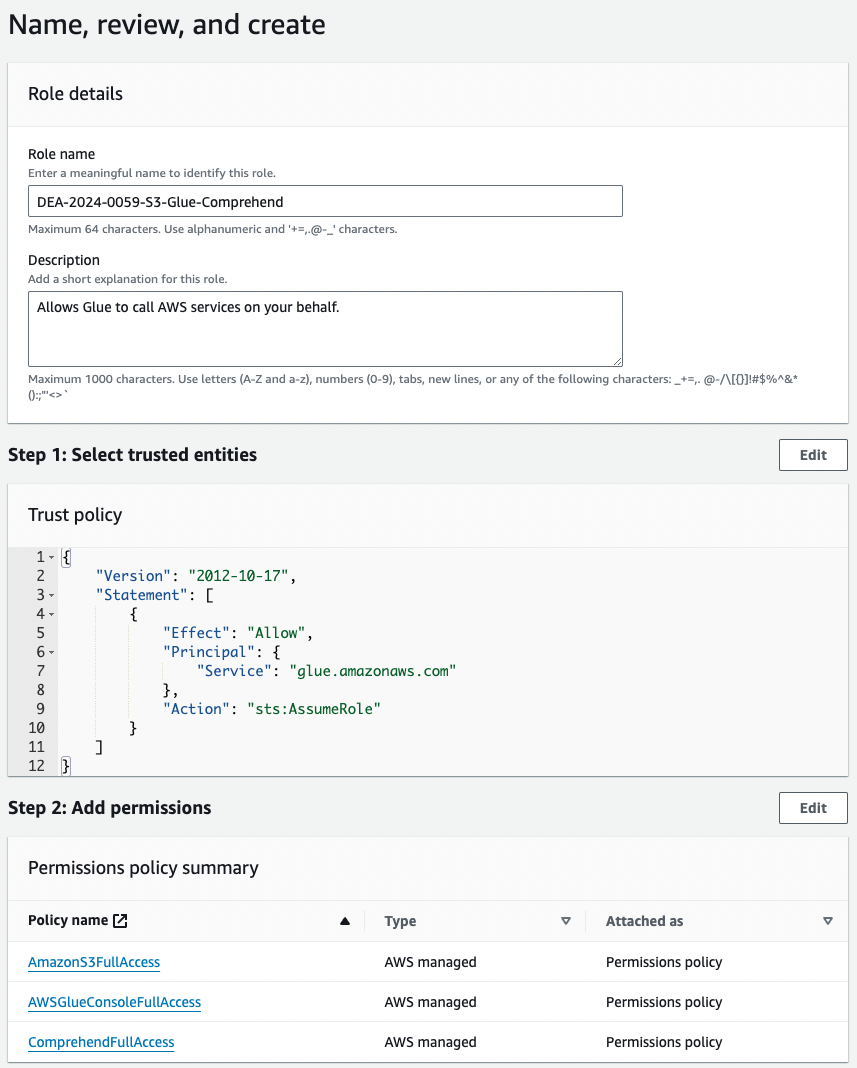 Name, review, and create
Role details
Role name
Enter a meaningful name to identify this role.
DEA-2024-0059-S3-Glue-Comprehend
Maximum 64 characters. Use alphanumeric and '+=,.@-_' characters.
Description
Add a short explanation for this role.
Allows Glue to call AWS services on your behalf.
Maximum 1000 characters. Use letters (A-Z and a-z), numbers (0-9), tabs, new lines, or any of the following characters: _+=,. @-/\[{}]!#$%^&*
();:;"'<>`
Step 1: Select trusted entities
Edit
Trust policy
1 {
2 "Version": "2012-10-17",
3 "Statement": [
4 {
5 "Effect": "Allow",
6 "Principal": {
7 "Service": "glue.amazonaws.com"
8 },
9 "Action": "sts:AssumeRole"
10 }
11 ]
12 }
Step 2: Add permissions
Edit
Permissions policy summary
Policy name Type Attached as
AmazonS3FullAccess AWS managed Permissions policy
AWSGlueConsoleFullAccess AWS managed Permissions policy
ComprehendFullAccess AWS managed Permissions policy